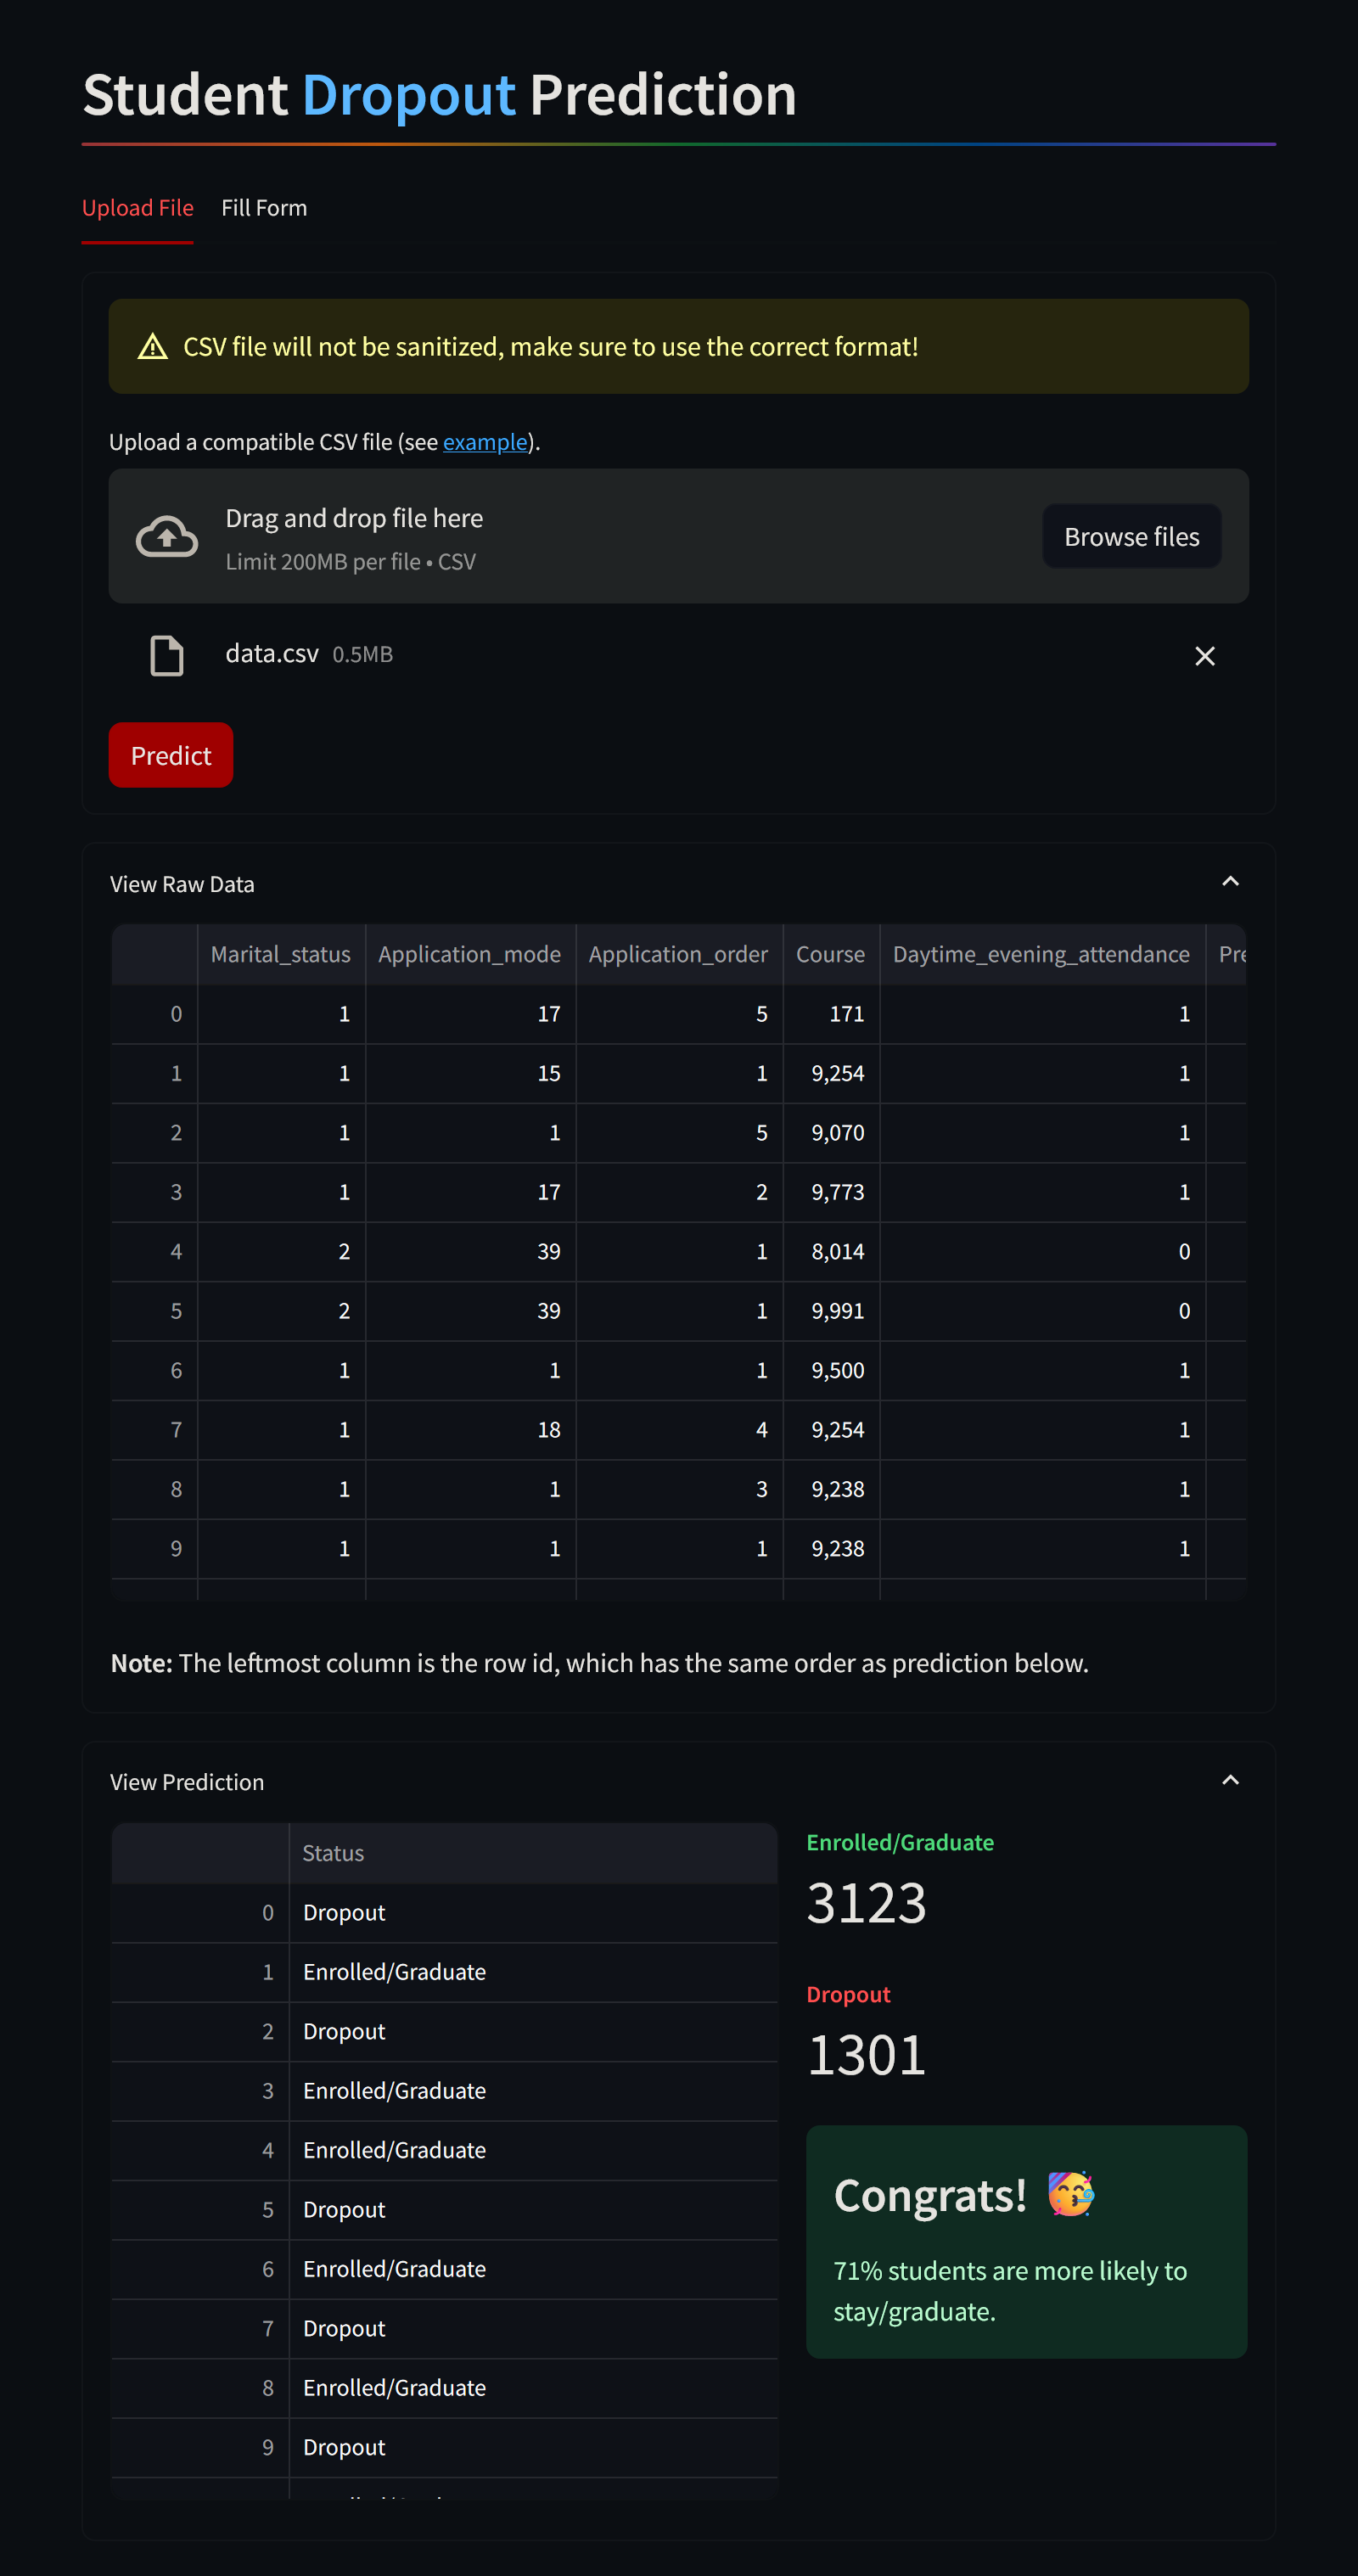 Student Dropout Prediction
Upload File Fill Form
CSV file will not be sanitized, make sure to use the correct format!
Upload a compatible CSV file (see example).
Drag and drop file here
Limit 200MB per file • CSV
Browse files
data.csv 0.5MB
Predict
View Raw Data
Marital_status Application_mode Application_order Course Daytime_evening_attendance Pre
0 1 17 5 171 1
1 1 15 1 9,254 1
2 1 1 5 9,070 1
3 1 17 2 9,773 1
4 2 39 1 8,014 0
5 2 39 1 9,991 0
6 1 1 1 9,500 1
7 1 18 4 9,254 1
8 1 1 3 9,238 1
9 1 1 1 9,238 1
Note: The leftmost column is the row id, which has the same order as prediction below.
View Prediction
Status
0 Dropout
1 Enrolled/Graduate
2 Dropout
3 Enrolled/Graduate
4 Enrolled/Graduate
5 Dropout
6 Enrolled/Graduate
7 Dropout
8 Enrolled/Graduate
9 Dropout
Enrolled/Graduate
3123
Dropout
1301
Congrats! 🥳
71% students are more likely to
stay/graduate.